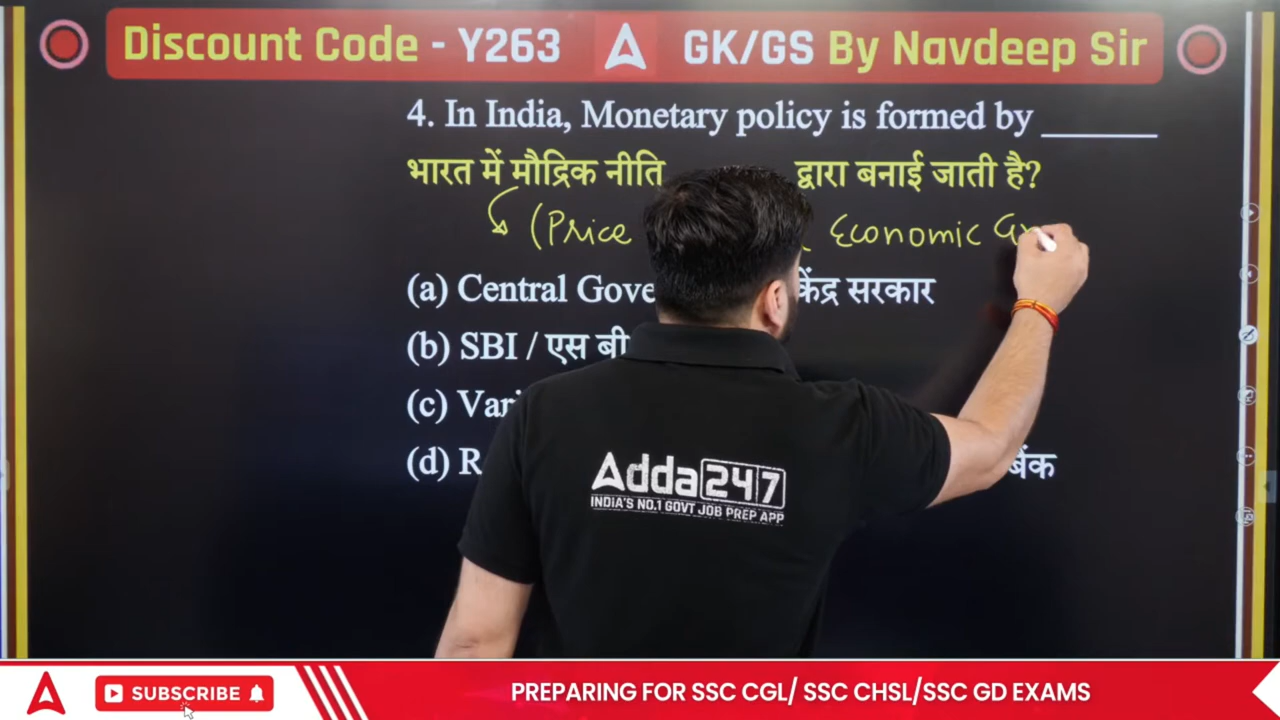 Discount Code - Y263 GK/GS By Navdeep Sir
4. In India, Monetary policy is formed by ______
भारत में मौद्रिक नीति द्वारा बनाई जाती है?
(Price Economic Gr
(a) Central Gove केंद्र सरकार
(b) SBI / एस बी
(c) Vari
(d) R बैंक
Adda247
INDIA'S NO.1 GOVT JOB PREP APP
SUBSCRIBE
PREPARING FOR SSC CGL/ SSC CHSL/SSC GD EXAMS